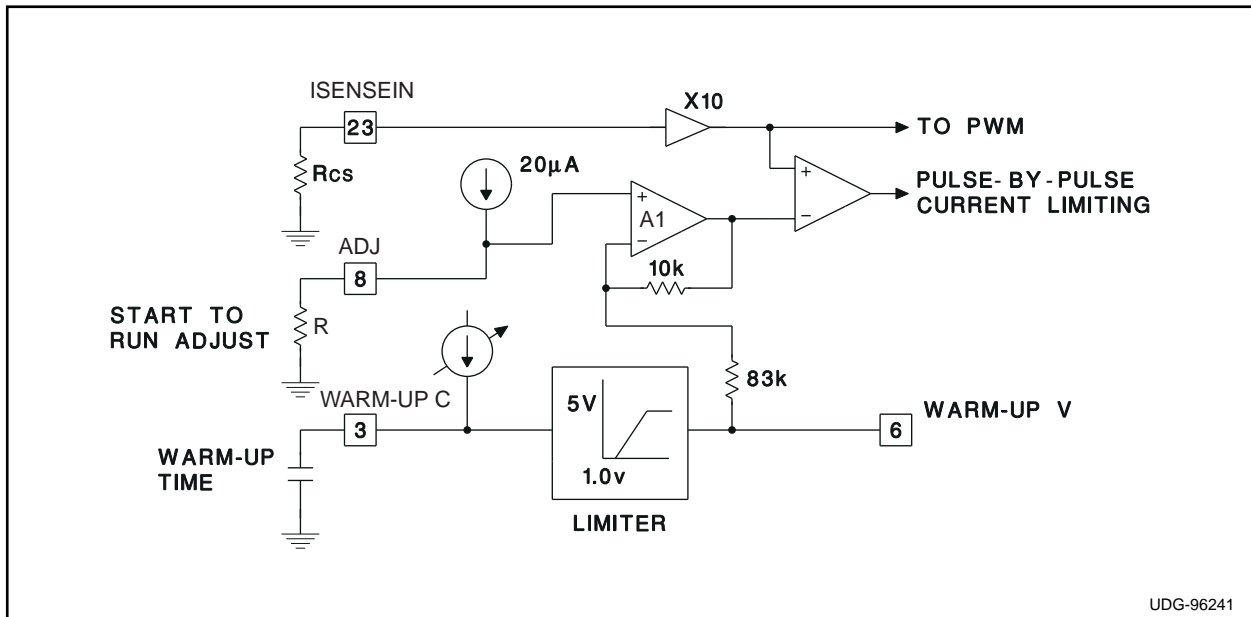 ISENSEIN
23
X10
TO PWM
Rcs
20µA
PULSE-BY-PULSE
CURRENT LIMITING
+
−
+
A1
−
ADJ
8
10k
START TO
RUN ADJUST
R
83k
WARM-UP C
3
5V
1.0v
WARM-UP V
6
WARM-UP
TIME
LIMITER
UDG-96241